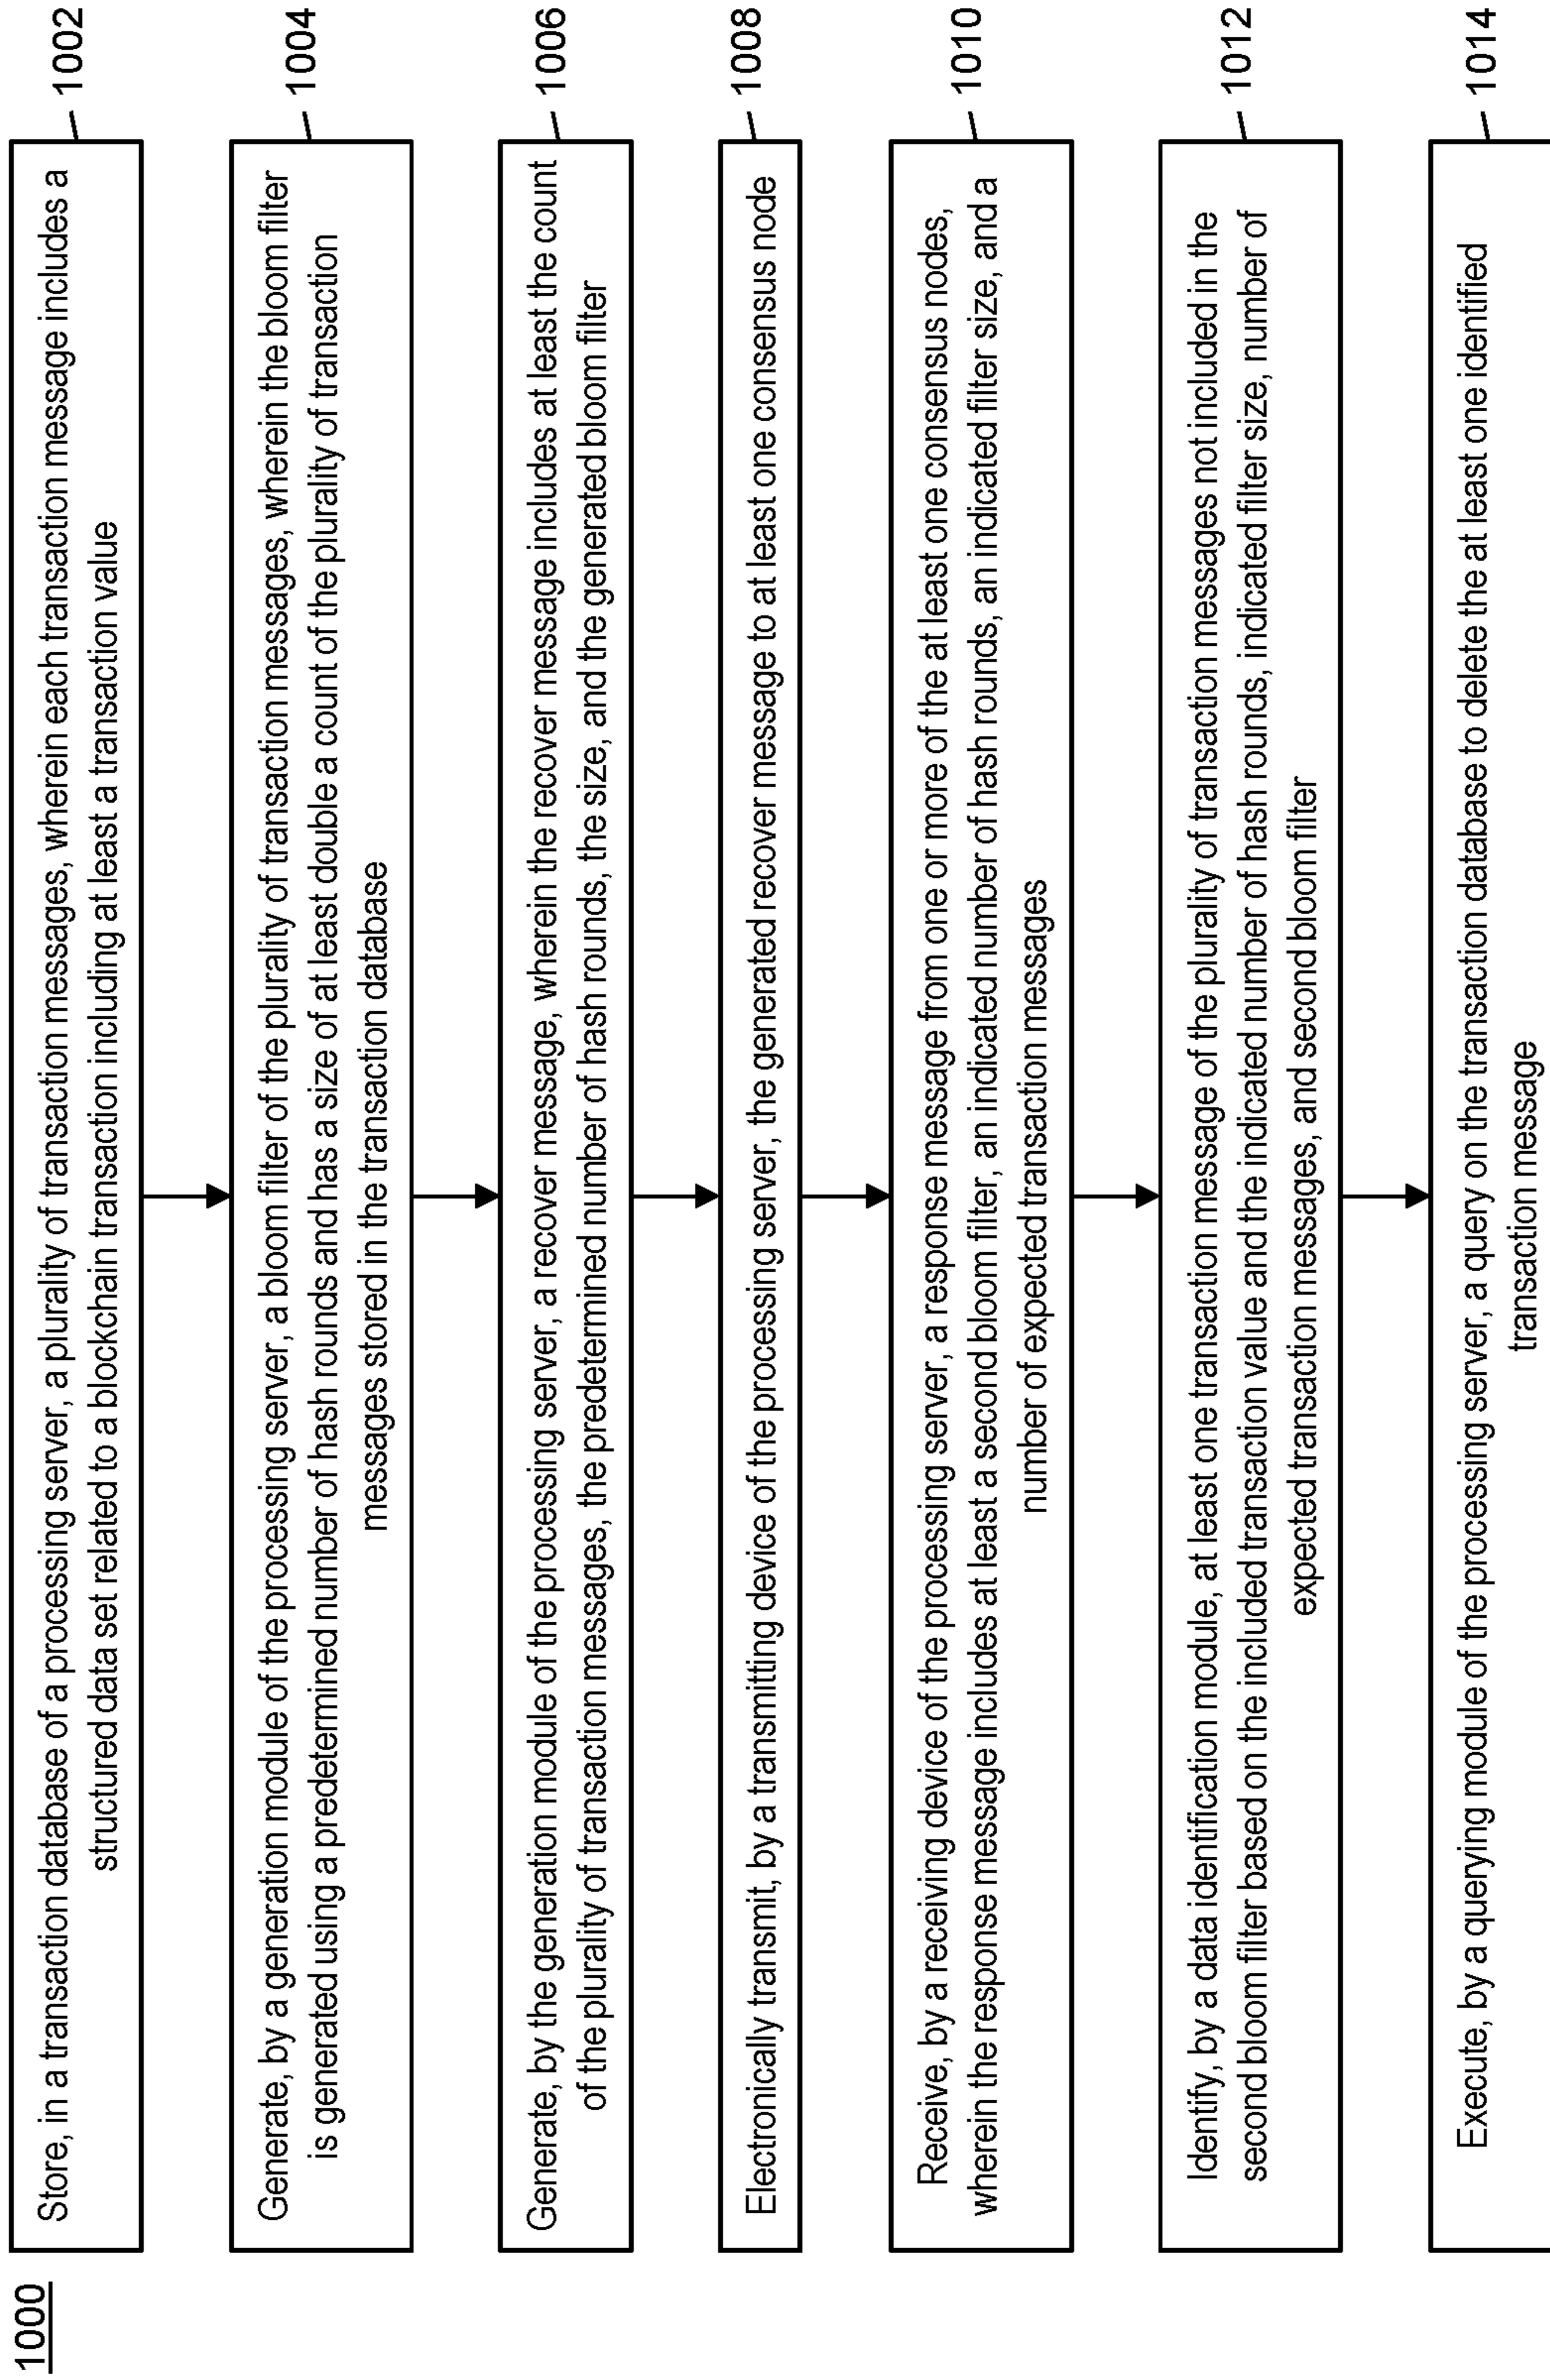 1000
Store, in a transaction database of a processing server, a plurality of transaction messages, wherein each transaction message includes a
structured data set related to a blockchain transaction including at least a transaction value
1002
Generate, by a generation module of the processing server, a bloom filter of the plurality of transaction messages, wherein the bloom filter
is generated using a predetermined number of hash rounds and has a size of at least double a count of the plurality of transaction
messages stored in the transaction database
1004
Generate, by the generation module of the processing server, a recover message, wherein the recover message includes at least the count
of the plurality of transaction messages, the predetermined number of hash rounds, the size, and the generated bloom filter
1006
Electronically transmit, by a transmitting device of the processing server, the generated recover message to at least one consensus node
1008
Receive, by a receiving device of the processing server, a response message from one or more of the at least one consensus nodes,
wherein the response message includes at least a second bloom filter, an indicated number of hash rounds, an indicated filter size, and a
number of expected transaction messages
1010
Identify, by a data identification module, at least one transaction message of the plurality of transaction messages not included in the
second bloom filter based on the included transaction value and the indicated number of hash rounds, indicated filter size, number of
expected transaction messages, and second bloom filter
1012
Execute, by a querying module of the processing server, a query on the transaction database to delete the at least one identified
transaction message
1014